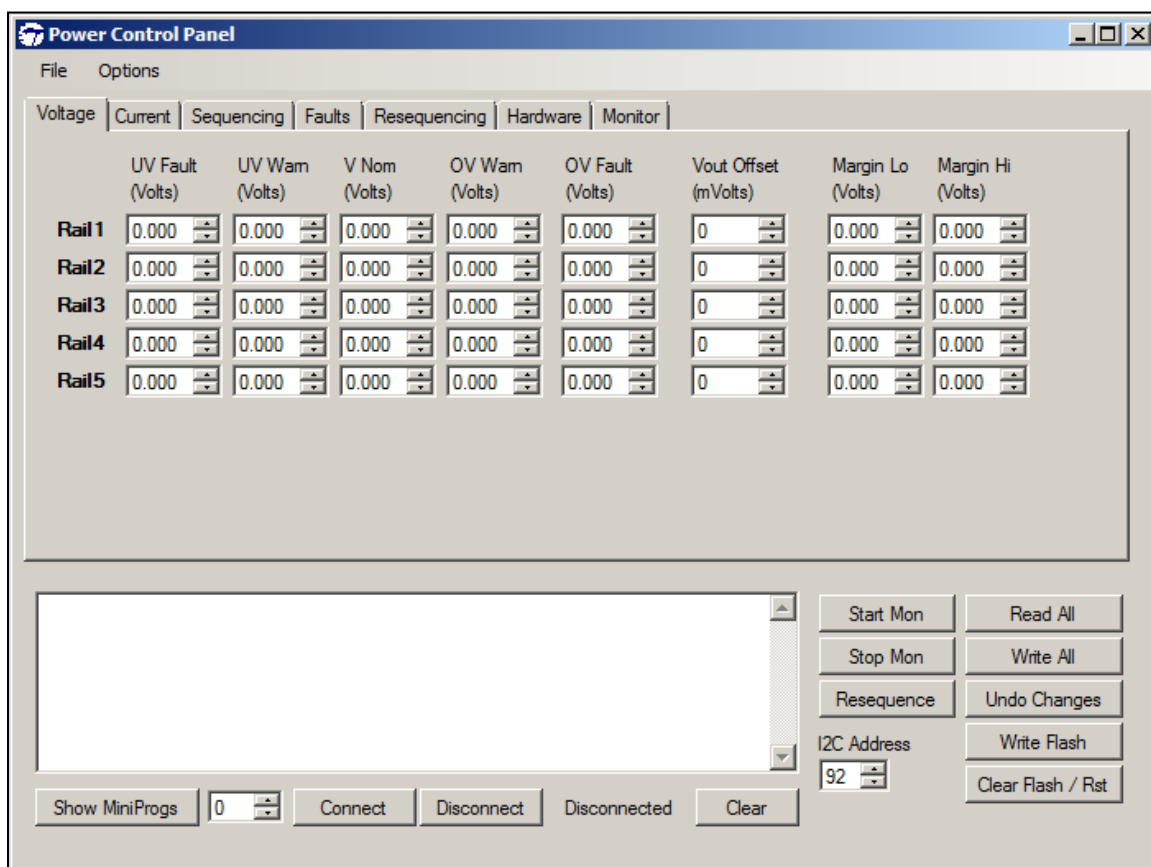 Power Control Panel
File Options
Voltage Current Sequencing Faults Resequencing Hardware Monitor
UV Fault UV Warn V Nom OV Warn OV Fault Vout Offset Margin Lo Margin Hi
(Volts) (Volts) (Volts) (Volts) (Volts) (mVolts) (Volts) (Volts)
Rail1 0.000 0.000 0.000 0.000 0.000 0 0.000 0.000
Rail2 0.000 0.000 0.000 0.000 0.000 0 0.000 0.000
Rail3 0.000 0.000 0.000 0.000 0.000 0 0.000 0.000
Rail4 0.000 0.000 0.000 0.000 0.000 0 0.000 0.000
Rail5 0.000 0.000 0.000 0.000 0.000 0 0.000 0.000
Start Mon Read All
Stop Mon Write All
Resequence Undo Changes
I2C Address Write Flash
92 Clear Flash / Rst
Show MiniProgs 0 Connect Disconnect Disconnected Clear